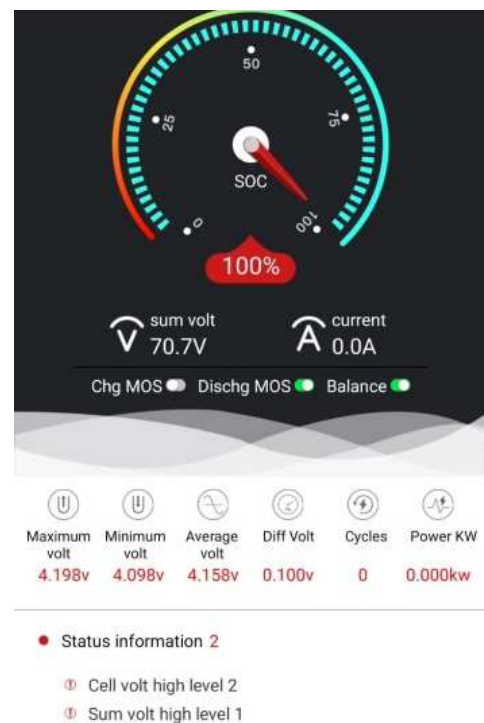 50
25
75
SOC
0
100
100%
sum volt
70.7V
current
0.0A
V
A
Chg MOS Dischg MOS Balance
Maximum volt Minimum volt Average volt Diff Volt Cycles Power KW
4.198v 4.098v 4.158v 0.100v 0 0.000kw
Status information 2
Cell volt high level 2
Sum volt high level 1